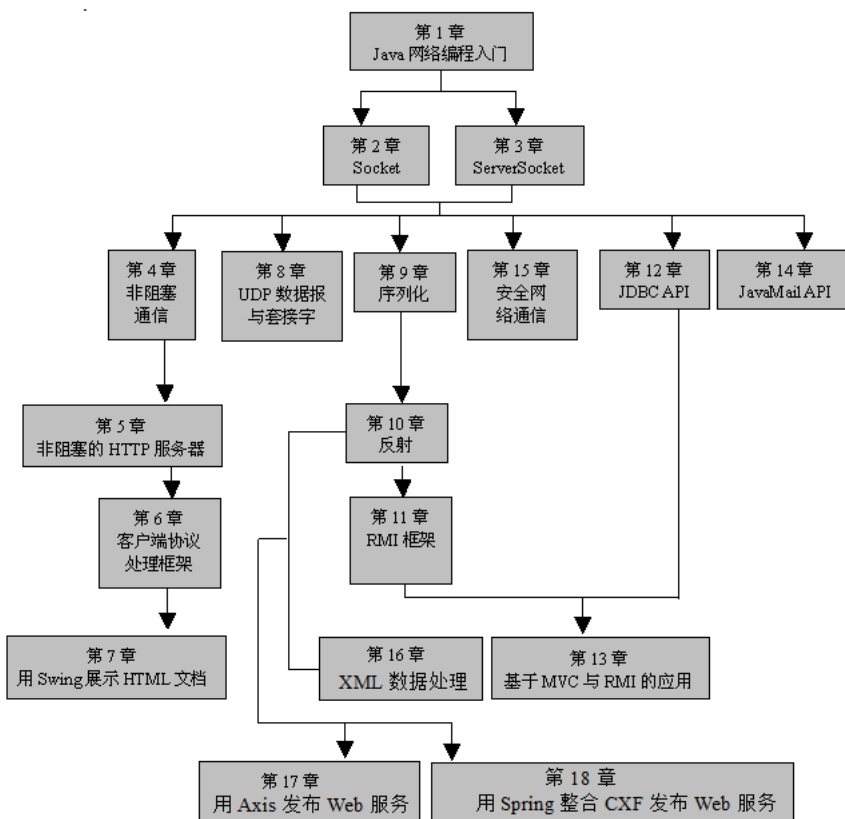 第 1 章
Java 网络编程入门
第 2 章
Socket
第 3 章
ServerSocket
第 4 章
非阻塞
通信
第 8 章
UDP 数据报
与套接字
第 9 章
序列化
第 15 章
安全网
络通信
第 12 章
JDBC API
第 14 章
JavaMail API
第 5 章
非阻塞的 HTTP 服务器
第 10 章
反射
第 6 章
客户端协议
处理框架
第 11 章
RMI 框架
第 7 章
用 Swing 展示 HTML 文档
第 16 章
XML 数据处理
第 13 章
基于 MVC 与 RMI 的应用
第 17 章
用 Axis 发布 Web 服务
第 18 章
用 Spring 整合 CXF 发布 Web 服务